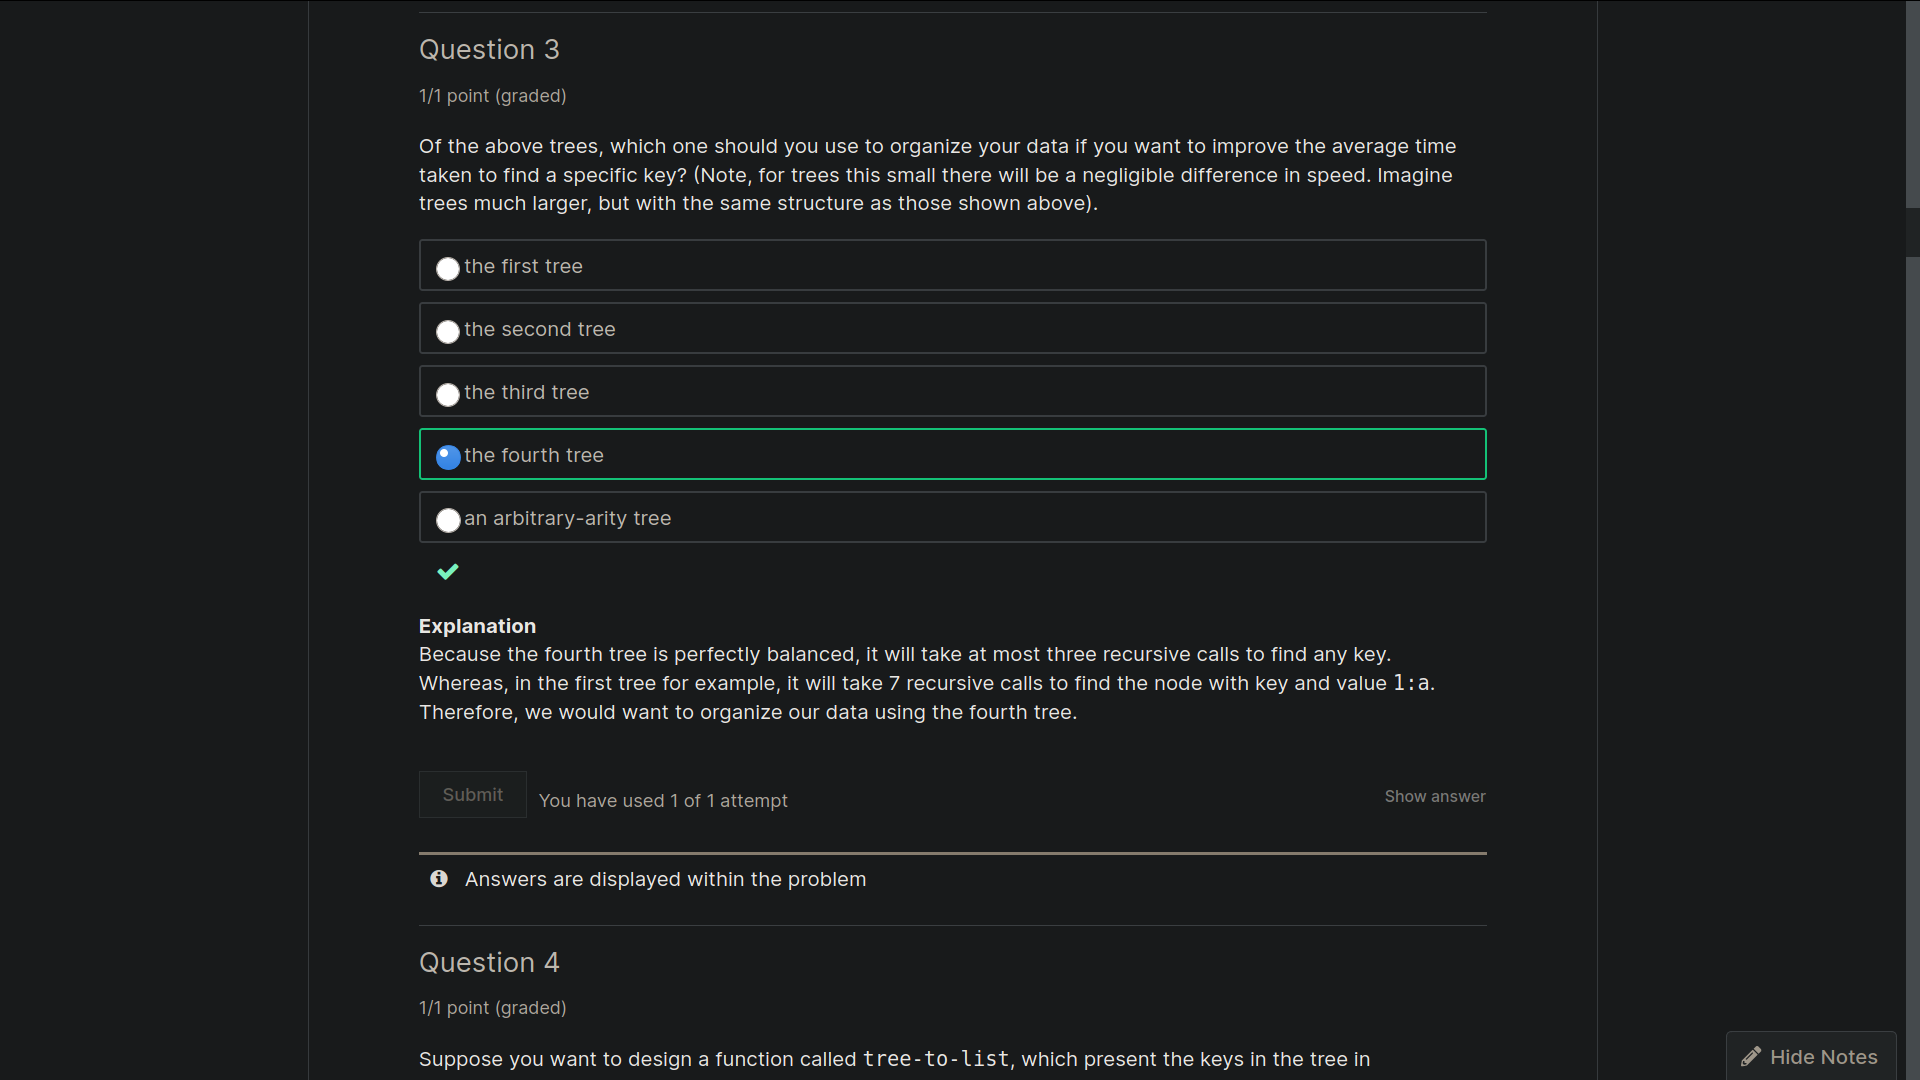 Question 3
1/1 point (graded)
Of the above trees, which one should you use to organize your data if you want to improve the average time
taken to find a specific key? (Note, for trees this small there will be a negligible difference in speed. Imagine
trees much larger, but with the same structure as those shown above).
the first tree
the second tree
the third tree
the fourth tree
an arbitrary-arity tree
Explanation
Because the fourth tree is perfectly balanced, it will take at most three recursive calls to find any key.
Whereas, in the first tree for example, it will take 7 recursive calls to find the node with key and value 1:a.
Therefore, we would want to organize our data using the fourth tree.
Submit
You have used 1 of 1 attempt
Show answer
Answers are displayed within the problem
Question 4
1/1 point (graded)
Suppose you want to design a function called tree-to-list, which present the keys in the tree in
Hide Notes